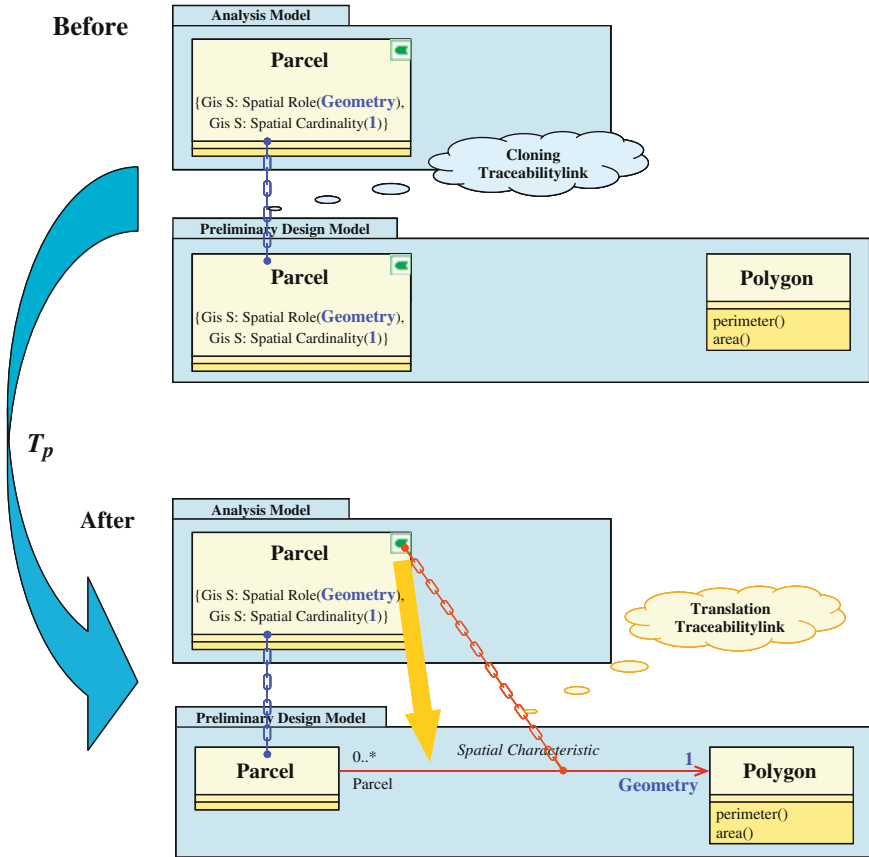 Before
Analysis Model
Parcel
{Gis S: Spatial Role(Geometry),
Gis S: Spatial Cardinality(1)}
Cloning
Traceabilitylink
Preliminary Design Model
Parcel
{Gis S: Spatial Role(Geometry),
Gis S: Spatial Cardinality(1)}
Polygon
perimeter()
area()
Tp
After
Analysis Model
Parcel
{Gis S: Spatial Role(Geometry),
Gis S: Spatial Cardinality(1)}
Translation
Traceabilitylink
Preliminary Design Model
Parcel
0..*
Parcel
Spatial Characteristic
1
Geometry
Polygon
perimeter()
area()